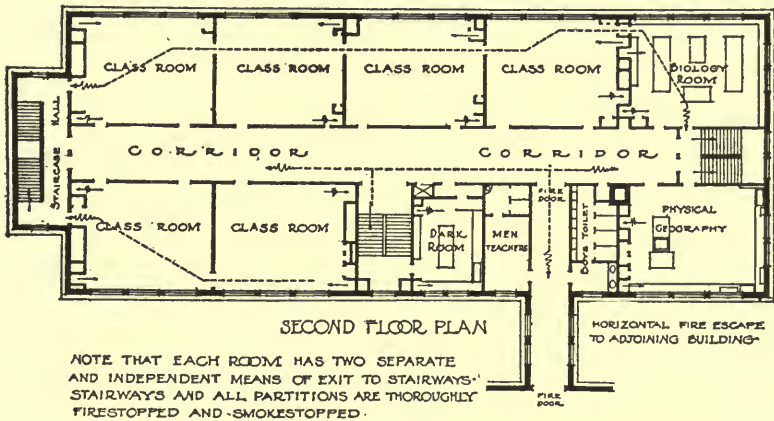 CLASS ROOM
CLASS ROOM
CLASS ROOM
CLASS ROOM
BIOLOGY
ROOM
STAIRCASE HALL
CORRIDOR
CORRIDOR
CLASS ROOM
CLASS ROOM
DARK
ROOM
MEN
TEACHERS
FIRE
DOOR
BOYS TOILET
PHYSICAL
GEOGRAPHY
SECOND FLOOR PLAN
HORIZONTAL FIRE ESCAPE
TO ADJOINING BUILDING
NOTE THAT EACH ROOM HAS TWO SEPARATE
AND INDEPENDENT MEANS OF EXIT TO STAIRWAYS.
STAIRWAYS AND ALL PARTITIONS ARE THOROUGHLY
FIRESTOPPED AND SMOKESTOPPED.
FIRE
DOOR